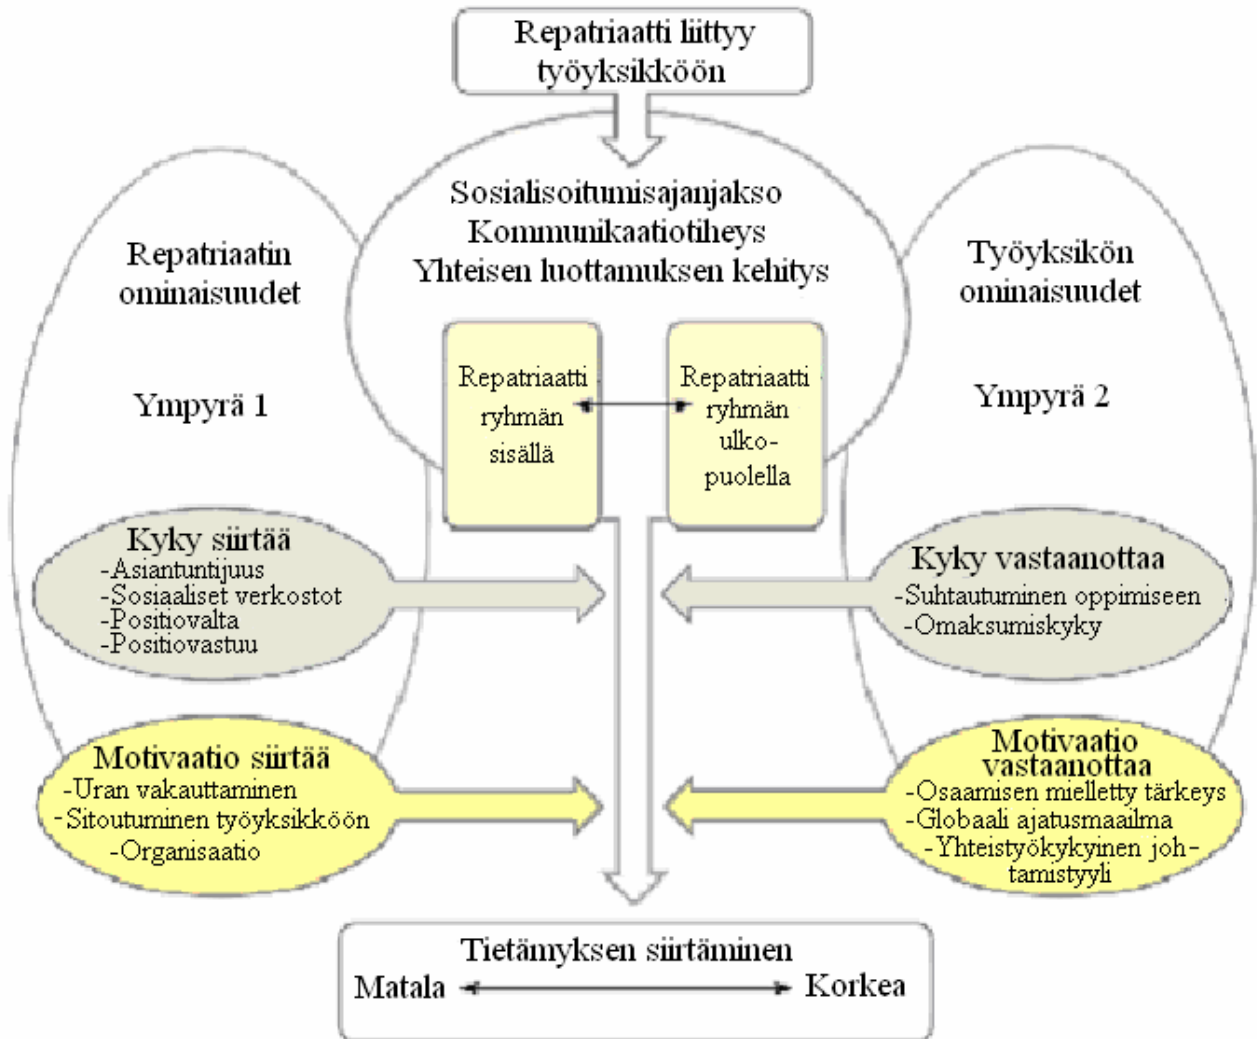 Repatriaatti liittyy
työyksikköön
Sosialisoitumisajanjakso
Kommunikaatiotiheys
Yhteisen luottamuksen kehitys
Repatriaatin
ominaisuudet
Ympyrä 1
Työyksikön
ominaisuudet
Ympyrä 2
Repatriaatti
ryhmän
sisällä
Repatriaatti
ryhmän
ulko-
puolella
Kyky siirtää
-Asiantuntijuus
-Sosiaaliset verkostot
-Positiovalta
-Positiovastuu
Kyky vastaanottaa
-Suhtautuminen oppimiseen
-Omaksumiskyky
Motivaatio siirtää
-Uran vakauttaminen
-Sitoutuminen työyksikköön
-Organisaatio
Motivaatio
vastaanottaa
-Osaamisen mielletty tärkeys
-Globaali ajatusmaailma
-Yhteistyökykyinen joh-
tamistyyli
Tietämyksen siirtäminen
Matala Korkea